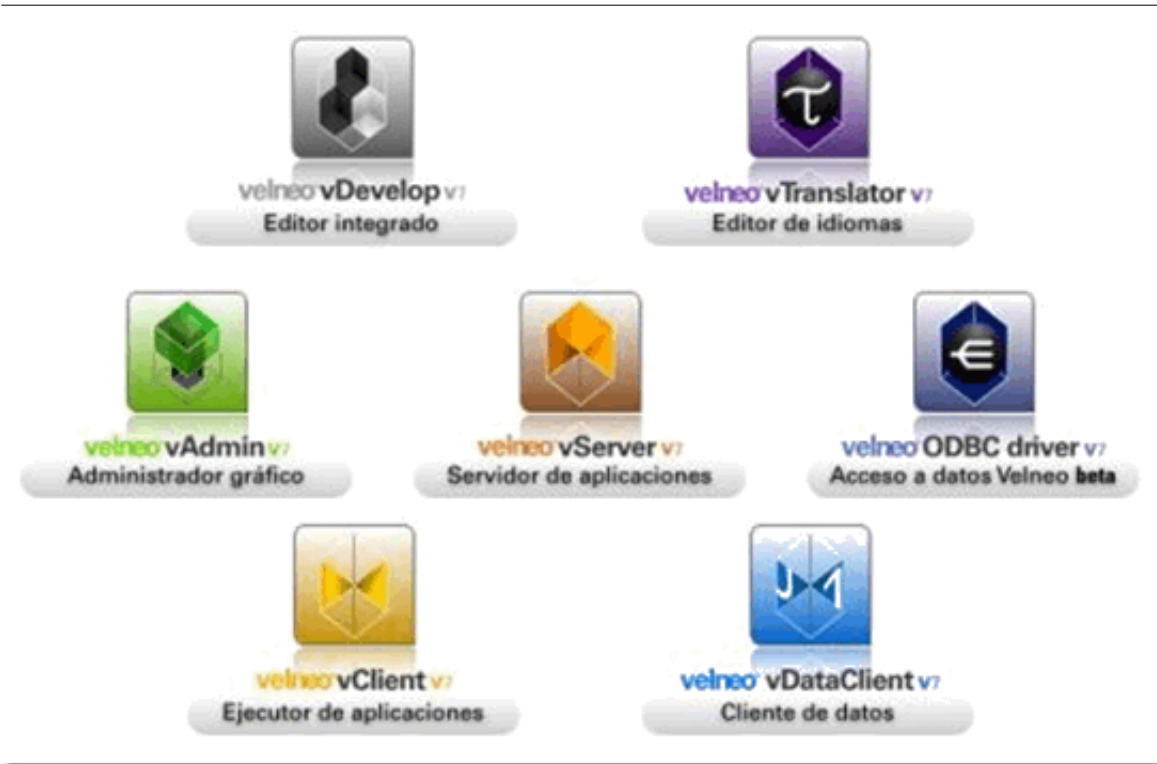 velneo vDevelop v7
Editor integrado
velneo vTranslator v7
Editor de idiomas
velneo vAdmin v7
Administrador gráfico
velneo vServer v7
Servidor de aplicaciones
velneo ODBC driver v7
Acceso a datos Velneo beta
velneo vClient v7
Ejecutor de aplicaciones
velneo vDataClient v7
Cliente de datos